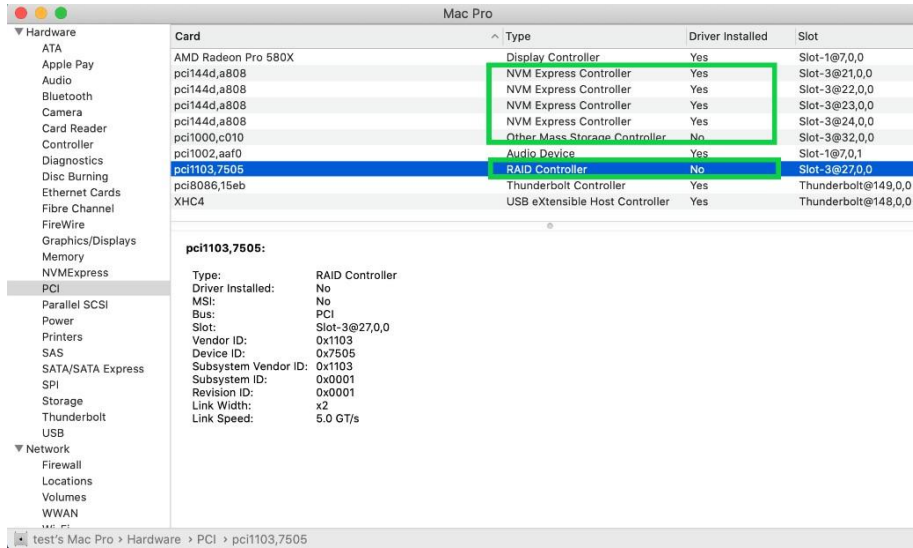 Mac Pro
Hardware
ATA
Apple Pay
Audio
Bluetooth
Camera
Card Reader
Controller
Diagnostics
Disc Burning
Ethernet Cards
Fibre Channel
FireWire
Graphics/Displays
Memory
NVMExpress
PCI
Parallel SCSI
Power
Printers
SAS
SATA/SATA Express
SPI
Storage
Thunderbolt
USB
Network
Firewall
Locations
Volumes
WWAN
Wi-Fi
Card Type Driver Installed Slot
AMD Radeon Pro 580X Display Controller Yes Slot-1@7,0,0
pci144d,a808 NVM Express Controller Yes Slot-3@21,0,0
pci144d,a808 NVM Express Controller Yes Slot-3@22,0,0
pci144d,a808 NVM Express Controller Yes Slot-3@23,0,0
pci144d,a808 NVM Express Controller Yes Slot-3@24,0,0
pci1000,c010 Other Mass Storage Controller No Slot-3@32,0,0
pci1002,aaf0 Audio Device Yes Slot-1@7,0,1
pci1103,7505 RAID Controller No Slot-3@27,0,0
pci8086,15eb Thunderbolt Controller Yes Thunderbolt@149,0,0
XHC4 USB eXtensible Host Controller Yes Thunderbolt@148,0,0
pci1103,7505:
Type: RAID Controller
Driver Installed: No
MSI: No
Bus: PCI
Slot: Slot-3@27,0,0
Vendor ID: 0x1103
Device ID: 0x7505
Subsystem Vendor ID: 0x1103
Subsystem ID: 0x0001
Revision ID: 0x0001
Link Width: x2
Link Speed: 5.0 GT/s
test's Mac Pro › Hardware › PCI › pci1103,7505